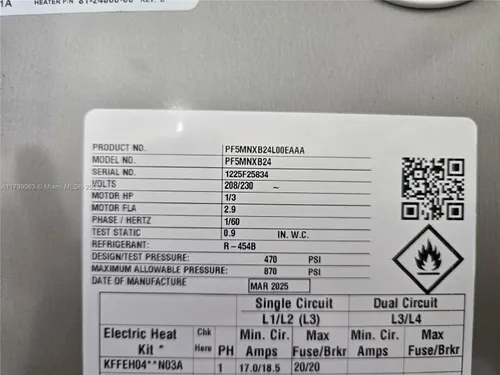 HEATER P/N
PRODUCT NO. PF5MNXB24L00EAAA
MODEL NO. PF5MNXB24
SERIAL NO. 1225F25834
VOLTS 208/230 ~
MOTOR HP 1/3
MOTOR FLA 2.9
PHASE / HERTZ 1/60
TEST STATIC 0.9 IN. W.C.
REFRIGERANT: R-454B
DESIGN/TEST PRESSURE: 470 PSI
MAXIMUM ALLOWABLE PRESSURE: 870 PSI
DATE OF MANUFACTURE MAR 2025
Single Circuit Dual Circuit
L1/L2 (L3) L3/L4
Electric Heat Kit * Chk Here PH Min. Cir. Amps Max Fuse/Brkr Min. Cir. Amps Max Fuse/Brkr
KFFEH04**N03A 1 17.0/18.5 20/20